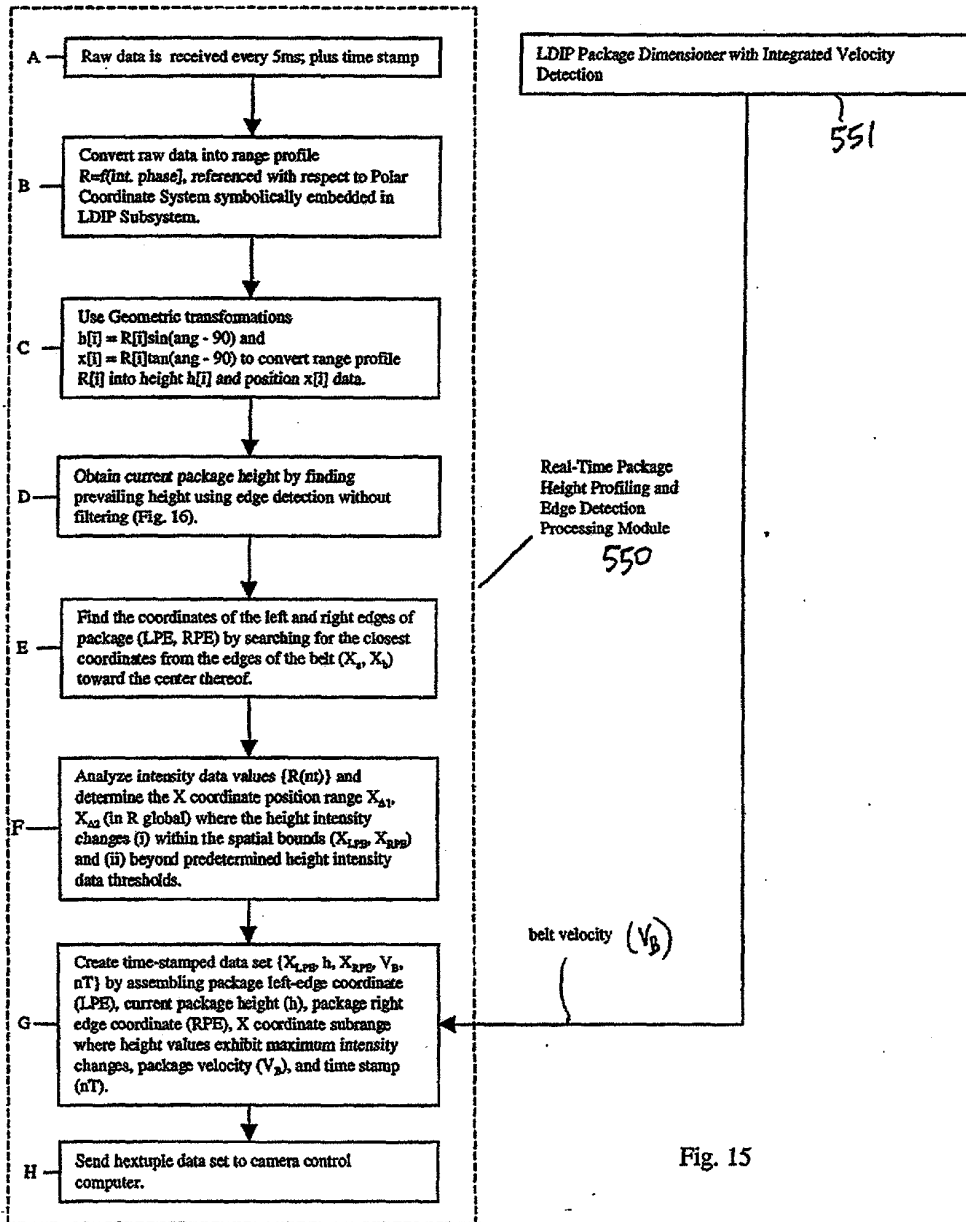 A
Raw data is received every 5ms; plus time stamp
B
Convert raw data into range profile
R=f[int. phase], referenced with respect to Polar
Coordinate System symbolically embedded in
LDIP Subsystem.
C
Use Geometric transformations
h[i] = R[i]sin(ang - 90) and
x[i] = R[i]tan(ang - 90) to convert range profile
R[i] into height h[i] and position x[i] data.
D
Obtain current package height by finding
prevailing height using edge detection without
filtering (Fig. 16).
E
Find the coordinates of the left and right edges of
package (LPE, RPE) by searching for the closest
coordinates from the edges of the belt (Xa, Xb)
toward the center thereof.
F
Analyze intensity data values {R(nt)} and
determine the X coordinate position range XΔ1,
XΔ2 (in R global) where the height intensity
changes (i) within the spatial bounds (XLPE, XRPE)
and (ii) beyond predetermined height intensity
data thresholds.
G
Create time-stamped data set {XLPE, h, XRPE, VB,
nT} by assembling package left-edge coordinate
(LPE), current package height (h), package right
edge coordinate (RPE), X coordinate subrange
where height values exhibit maximum intensity
changes, package velocity (VB), and time stamp
(nT).
H
Send hextuple data set to camera control
computer.
LDIP Package Dimensioner with Integrated Velocity
Detection
551
Real-Time Package
Height Profiling and
Edge Detection
Processing Module
550
belt velocity (VB)
Fig. 15